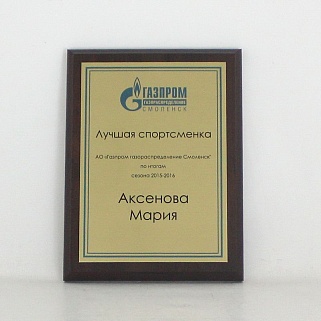 ГАЗПРОМ
ГАЗОРАСПРЕДЕЛЕНИЕ
СМОЛЕНСК
Лучшая спортсменка
АО «Газпром газораспределение Смоленск"
по итогам
сезона 2015-2016
Аксенова
Мария